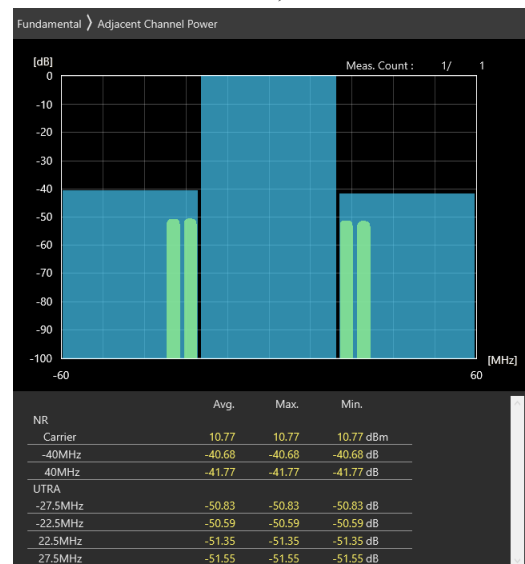 Fundamental 〉 Adjacent Channel Power
[dB] Meas. Count : 1/ 1
0
-10
-20
-30
-40
-50
-60
-70
-80
-90
-100 [MHz]
-60 60
Avg. Max. Min.
NR
Carrier 10.77 10.77 10.77 dBm
-40MHz -40.68 -40.68 -40.68 dB
40MHz -41.77 -41.77 -41.77 dB
UTRA
-27.5MHz -50.83 -50.83 -50.83 dB
-22.5MHz -50.59 -50.59 -50.59 dB
22.5MHz -51.35 -51.35 -51.35 dB
27.5MHz -51.55 -51.55 -51.55 dB